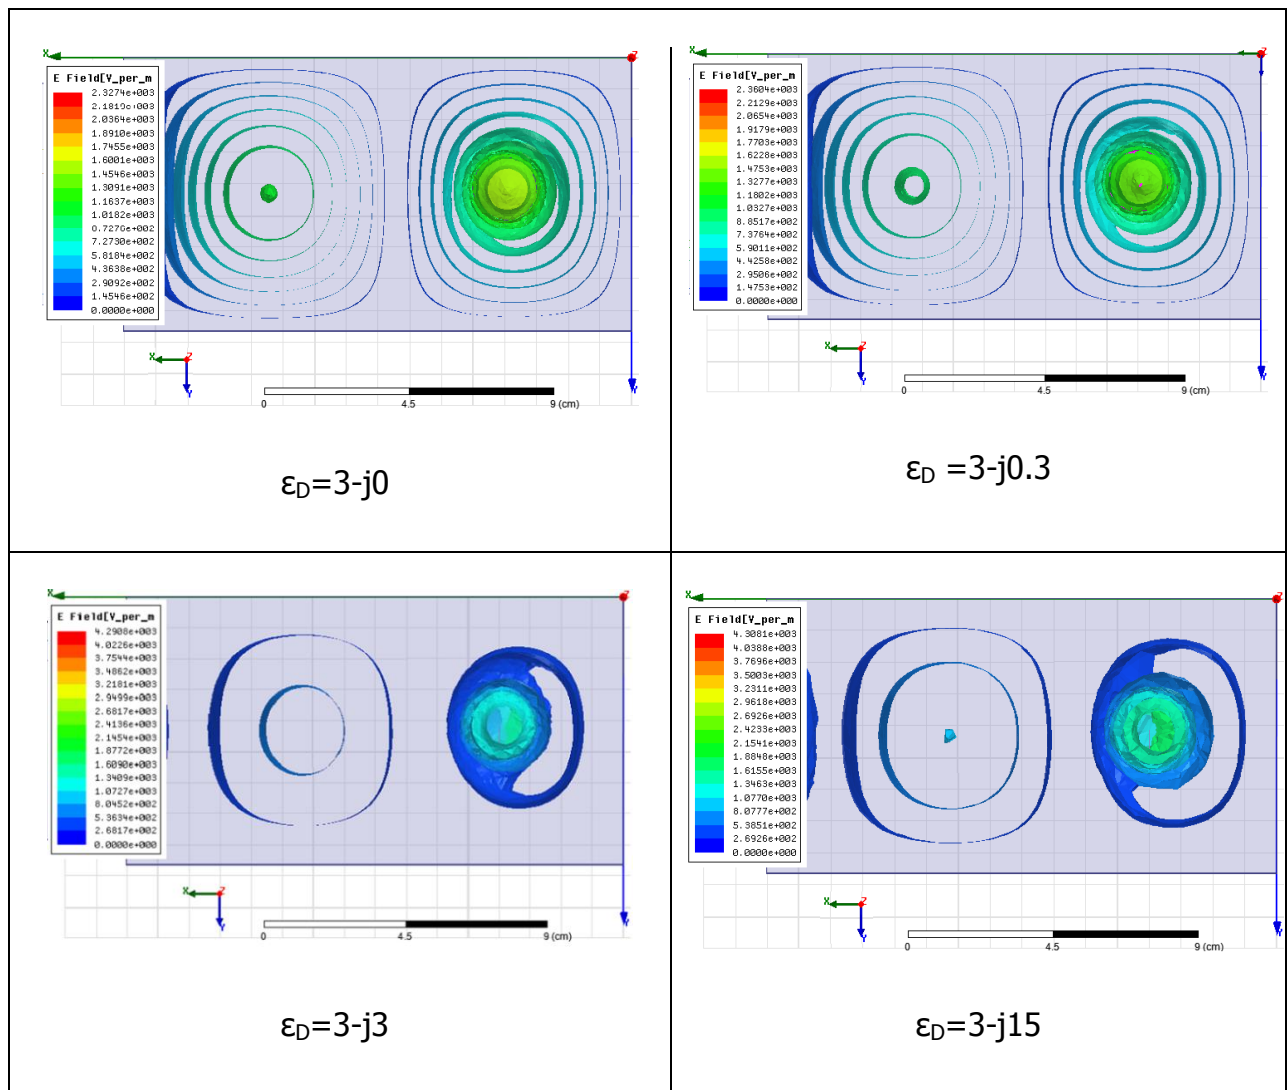 X Z
E Field[V_per_m
2.3274e+003
2.1819e+003
2.0364e+003
1.8910e+003
1.7455e+003
1.6001e+003
1.4546e+003
1.3091e+003
1.1637e+003
1.0182e+003
8.7276e+002
7.2730e+002
5.8184e+002
4.3638e+002
2.9092e+002
1.4546e+002
0.0000e+000
X Z
Y
Y
0 4.5 9 (cm)
εD=3-j0
X Z
E Field[V_per_m
2.3604e+003
2.2129e+003
2.0654e+003
1.9179e+003
1.7703e+003
1.6228e+003
1.4753e+003
1.3277e+003
1.1802e+003
1.0327e+003
8.8517e+002
7.3764e+002
5.9011e+002
4.4258e+002
2.9506e+002
1.4753e+002
0.0000e+000
X Z
Y
Y
0 4.5 9 (cm)
εD =3-j0.3
X Z
E Field[V_per_m
4.2908e+003
4.0226e+003
3.7544e+003
3.4862e+003
3.2181e+003
2.9499e+003
2.6817e+003
2.4136e+003
2.1454e+003
1.8772e+003
1.6090e+003
1.3409e+003
1.0727e+003
8.0452e+002
5.3634e+002
2.6817e+002
0.0000e+000
X Z
Y
Y
0 4.5 9 (cm)
εD=3-j3
X Z
E Field[V_per_m
4.3081e+003
4.0388e+003
3.7696e+003
3.5003e+003
3.2311e+003
2.9618e+003
2.6926e+003
2.4233e+003
2.1541e+003
1.8848e+003
1.6155e+003
1.3463e+003
1.0770e+003
8.0777e+002
5.3851e+002
2.6926e+002
0.0000e+000
X Z
Y
Y
0 4.5 9 (cm)
εD=3-j15